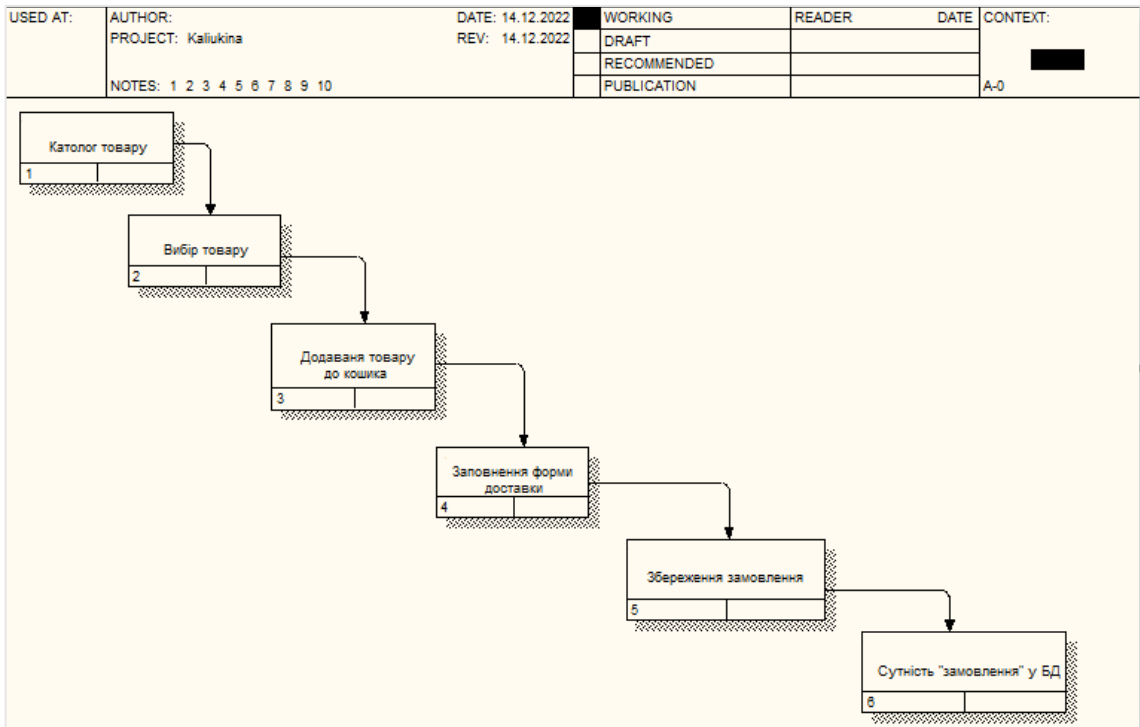 USED AT:
AUTHOR:
DATE: 14.12.2022
WORKING
READER
DATE
CONTEXT:
PROJECT: Kaliukina
REV: 14.12.2022
DRAFT
RECOMMENDED
NOTES: 1 2 3 4 5 6 7 8 9 10
PUBLICATION
A-0
Католог товару
1
Вибір товару
2
Додаваня товару
до кошика
3
Заповнення форми
доставки
4
Збереження замовлення
5
Сутність "замовлення" у БД
6